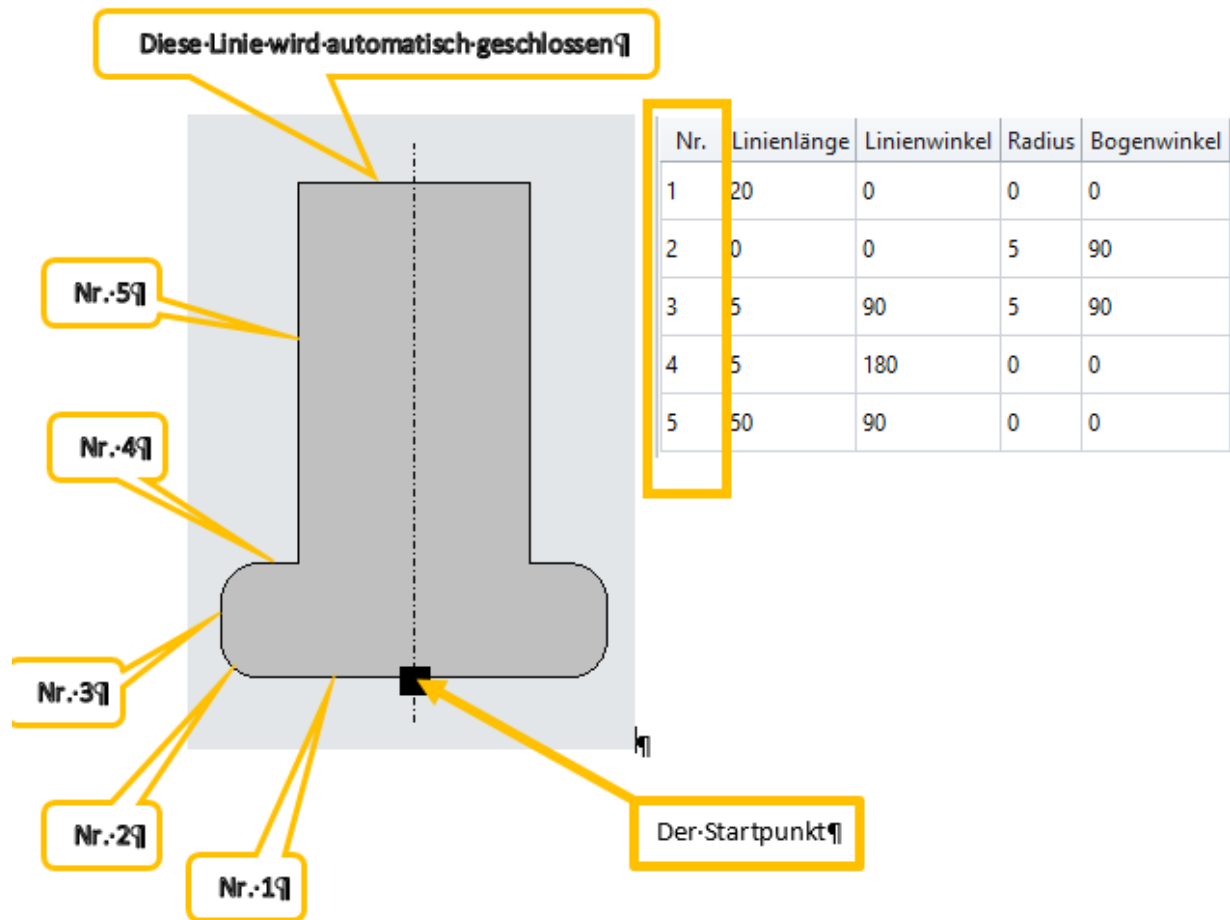 Diese·Linie·wird·automatisch·geschlossen¶
Nr. Linienlänge Linienwinkel Radius Bogenwinkel
1 20 0 0 0
2 0 0 5 90
3 5 90 5 90
4 5 180 0 0
5 50 90 0 0
Nr.·5¶
Nr.·4¶
Nr.·3¶
¶
Nr.·2¶
Der·Startpunkt¶
Nr.·1¶